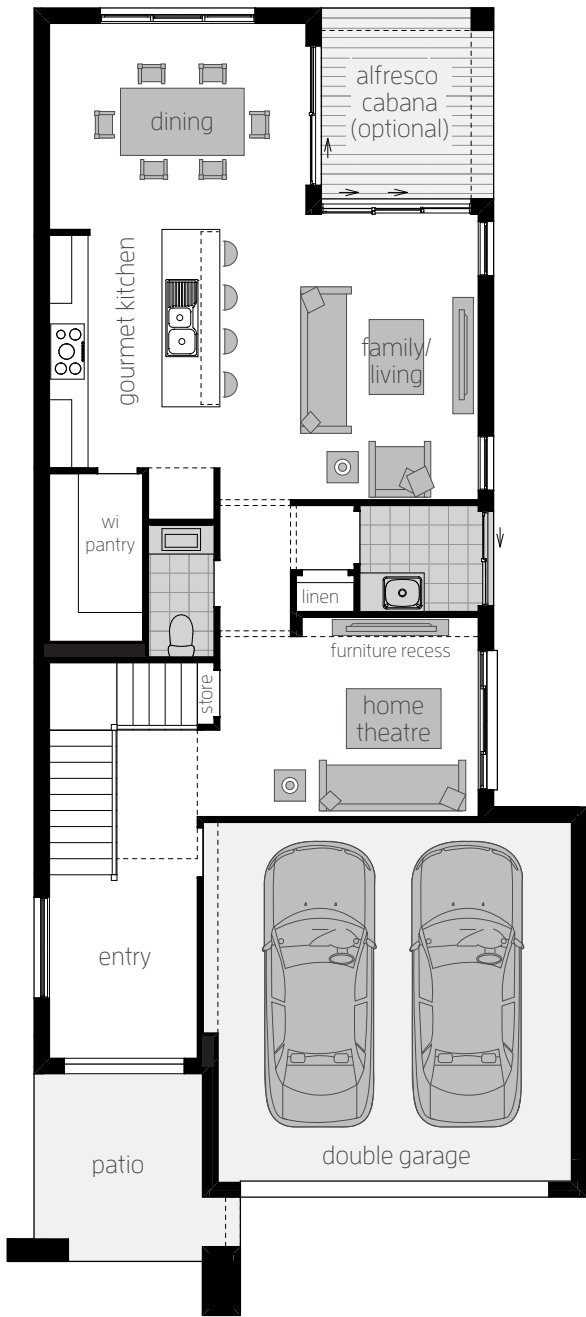 alfresco
cabana
(optional)
dining
gourmet kitchen
family/
living
wi
pantry
linen
furniture recess
store
home
theatre
entry
patio
double garage